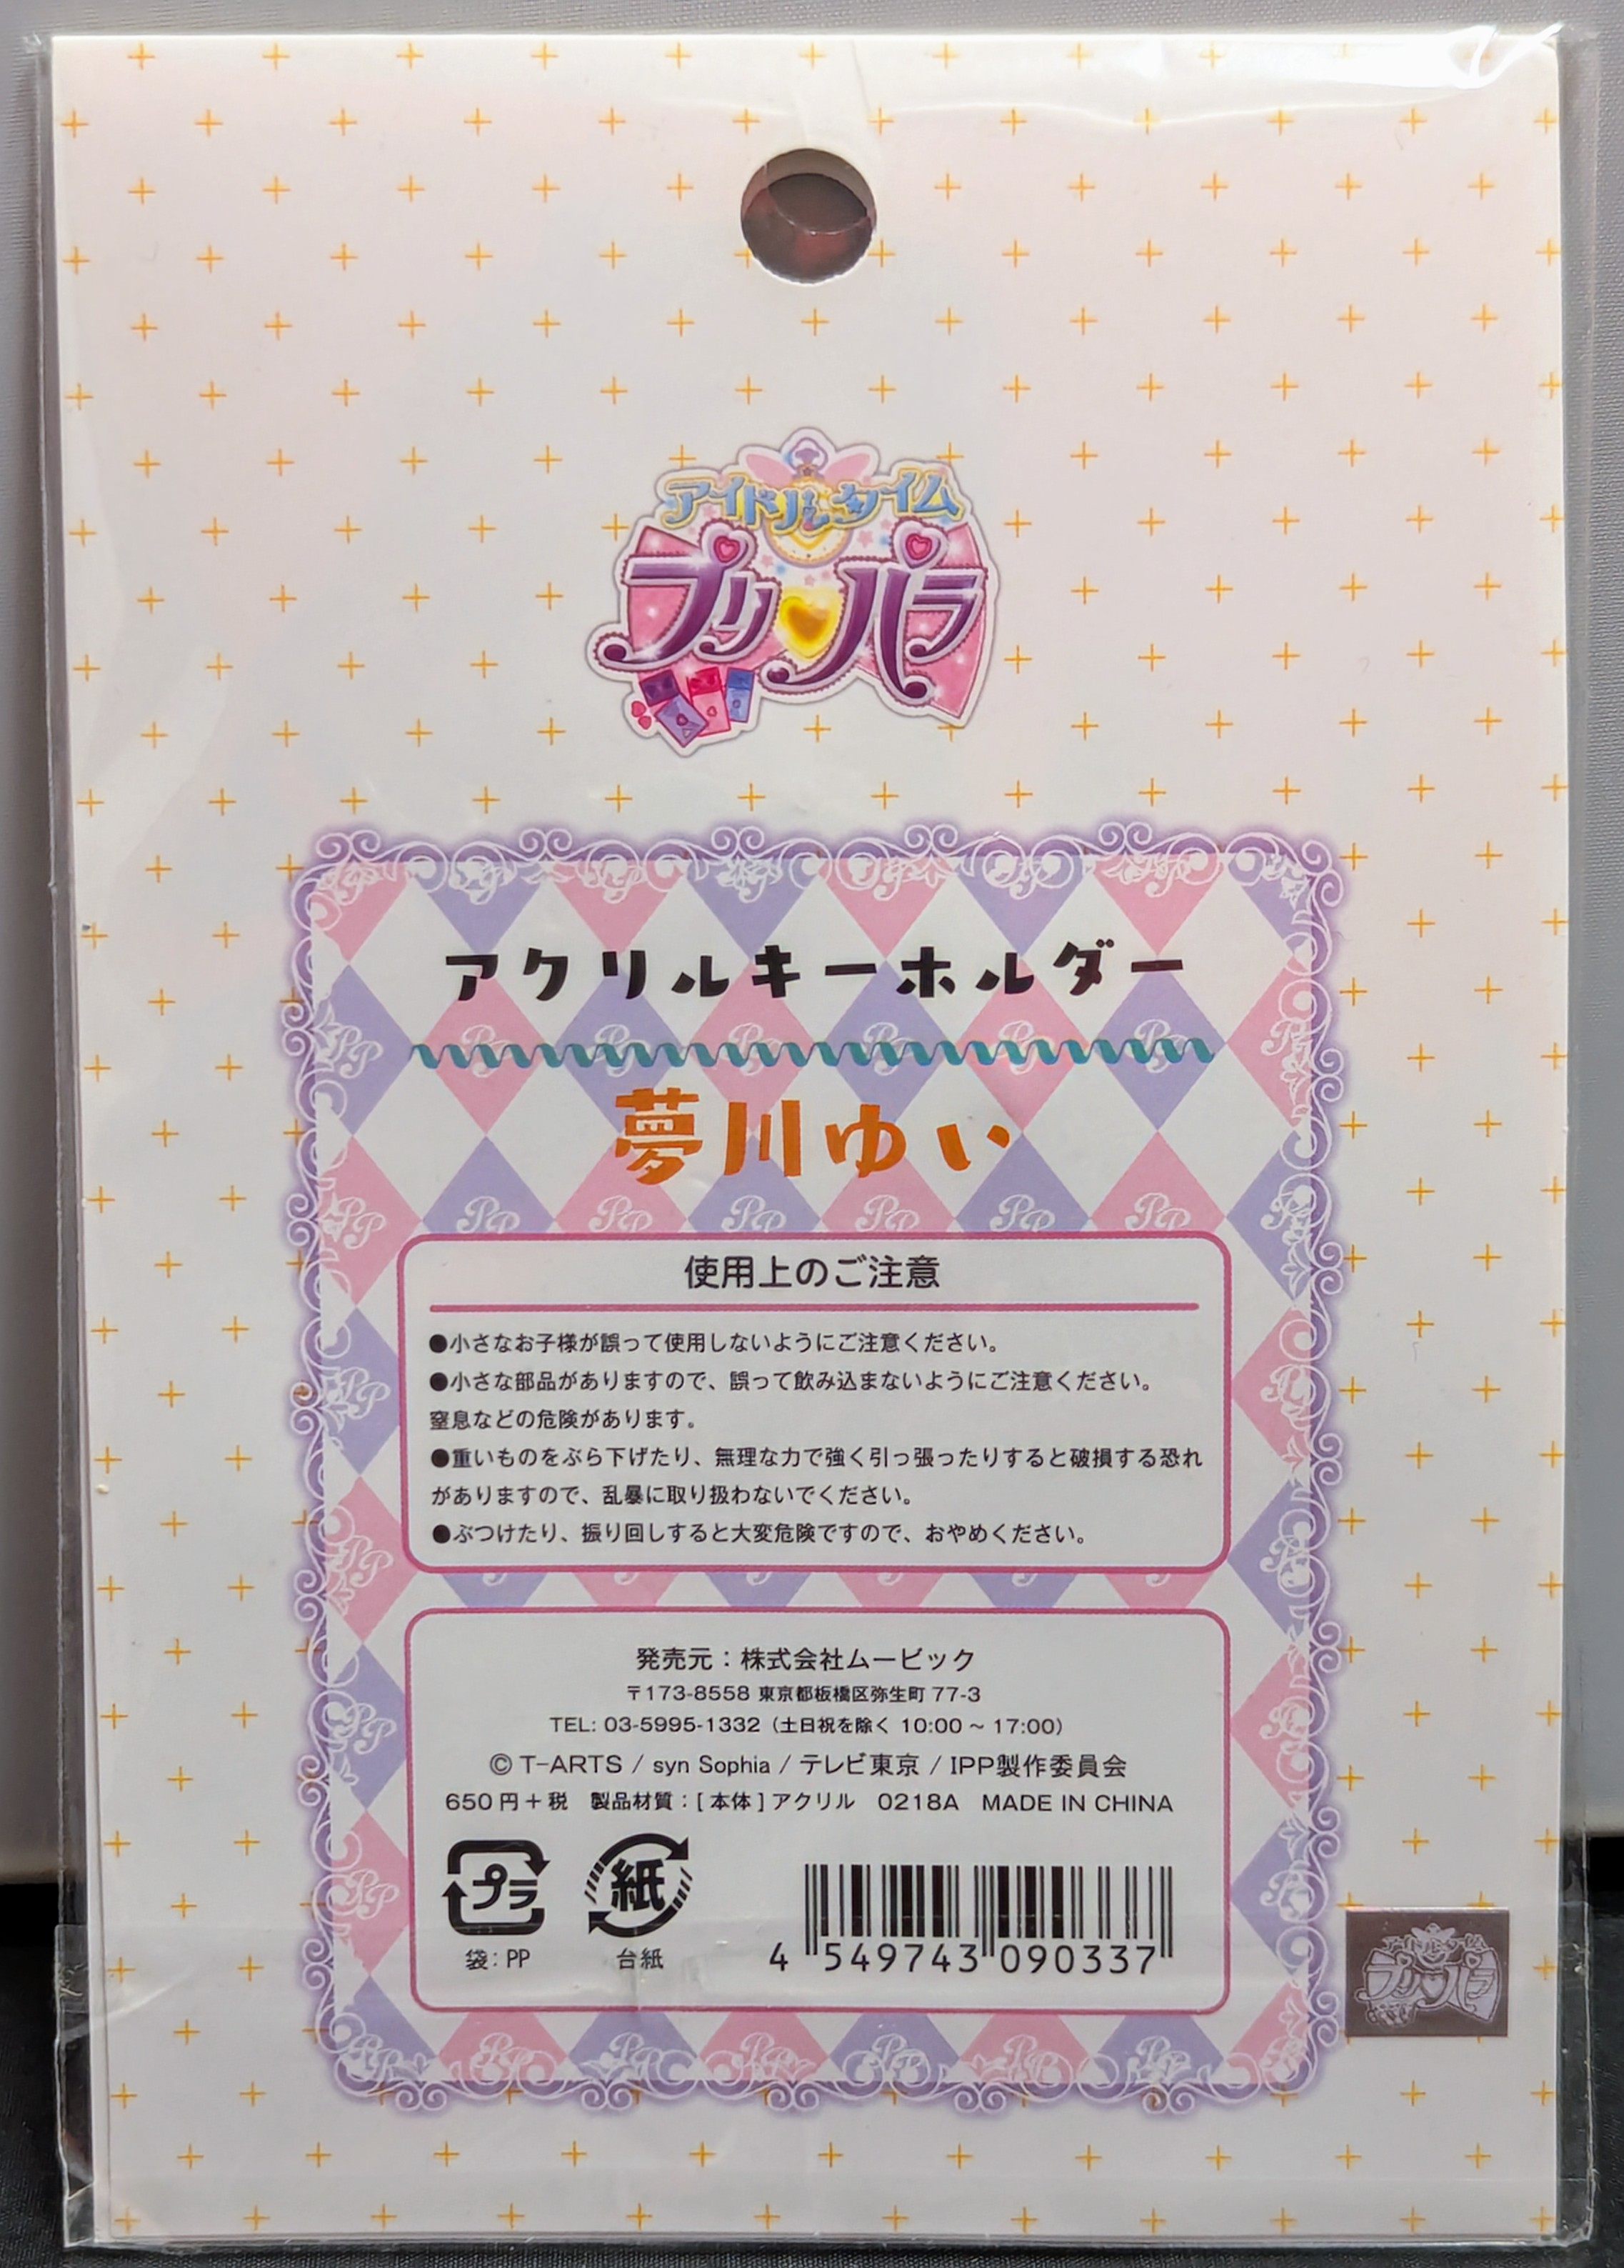 アイドルタイム
プリパラ
アクリルキーホルダー
夢川ゆい
使用上のご注意
●小さなお子様が誤って使用しないようにご注意ください。
●小さな部品がありますので、誤って飲み込まないようにご注意ください。
窒息などの危険があります。
●重いものをぶら下げたり、無理な力で強く引っ張ったりすると破損する恐れ
がありますので、乱暴に取り扱わないでください。
●ぶつけたり、振り回しすると大変危険ですので、おやめください。
発売元：株式会社ムービック
〒173-8558 東京都板橋区弥生町 77-3
TEL: 03-5995-1332（土日祝を除く 10:00 ~ 17:00）
© T-ARTS / syn Sophia / テレビ東京 / IPP製作委員会
650円＋税 製品材質：[本体] アクリル 0218A MADE IN CHINA
プラ 紙
袋: PP 台紙
4 549743 090337
アイドルタイム
プリパラ